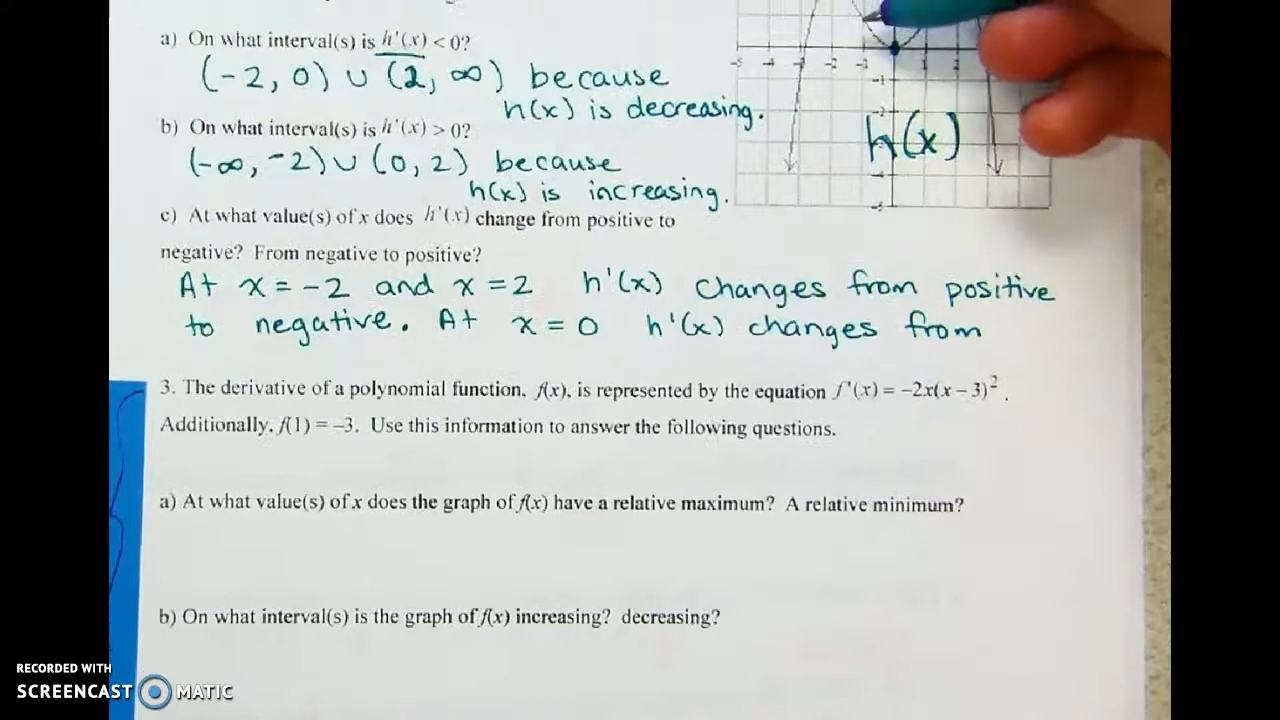 a) On what interval(s) is h'(x) < 0?
(-2, 0) ∪ (2, ∞) because
h(x) is decreasing.
b) On what interval(s) is h'(x) > 0?
(-∞, -2) ∪ (0, 2) because
h(x) is increasing.
c) At what value(s) of x does h'(x) change from positive to
negative? From negative to positive?
At x = -2 and x = 2 h'(x) changes from positive
to negative. At x = 0 h'(x) changes from
h(x)
3. The derivative of a polynomial function, f(x), is represented by the equation f'(x) = −2x(x − 3)².
Additionally, f(1) = −3. Use this information to answer the following questions.
a) At what value(s) of x does the graph of f(x) have a relative maximum? A relative minimum?
b) On what interval(s) is the graph of f(x) increasing? decreasing?
RECORDED WITH
SCREENCAST MATIC